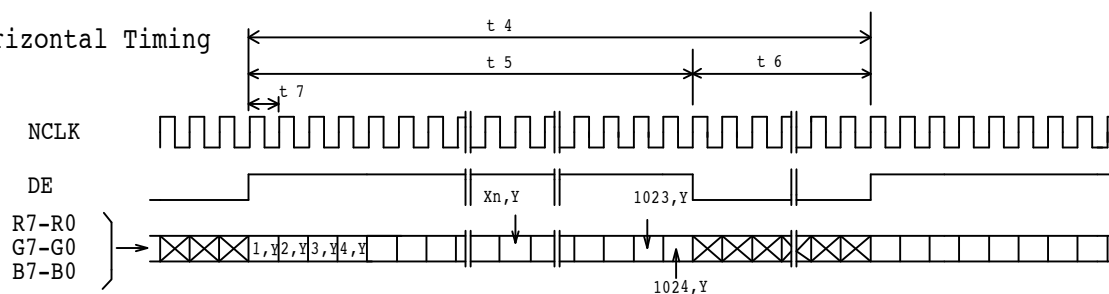 rizontal Timing
t 4
t 5
t 6
t 7
NCLK
DE
Xn,Y
1023,Y
R7-R0
G7-G0
B7-B0
1,Y 2,Y 3,Y 4,Y
1024,Y